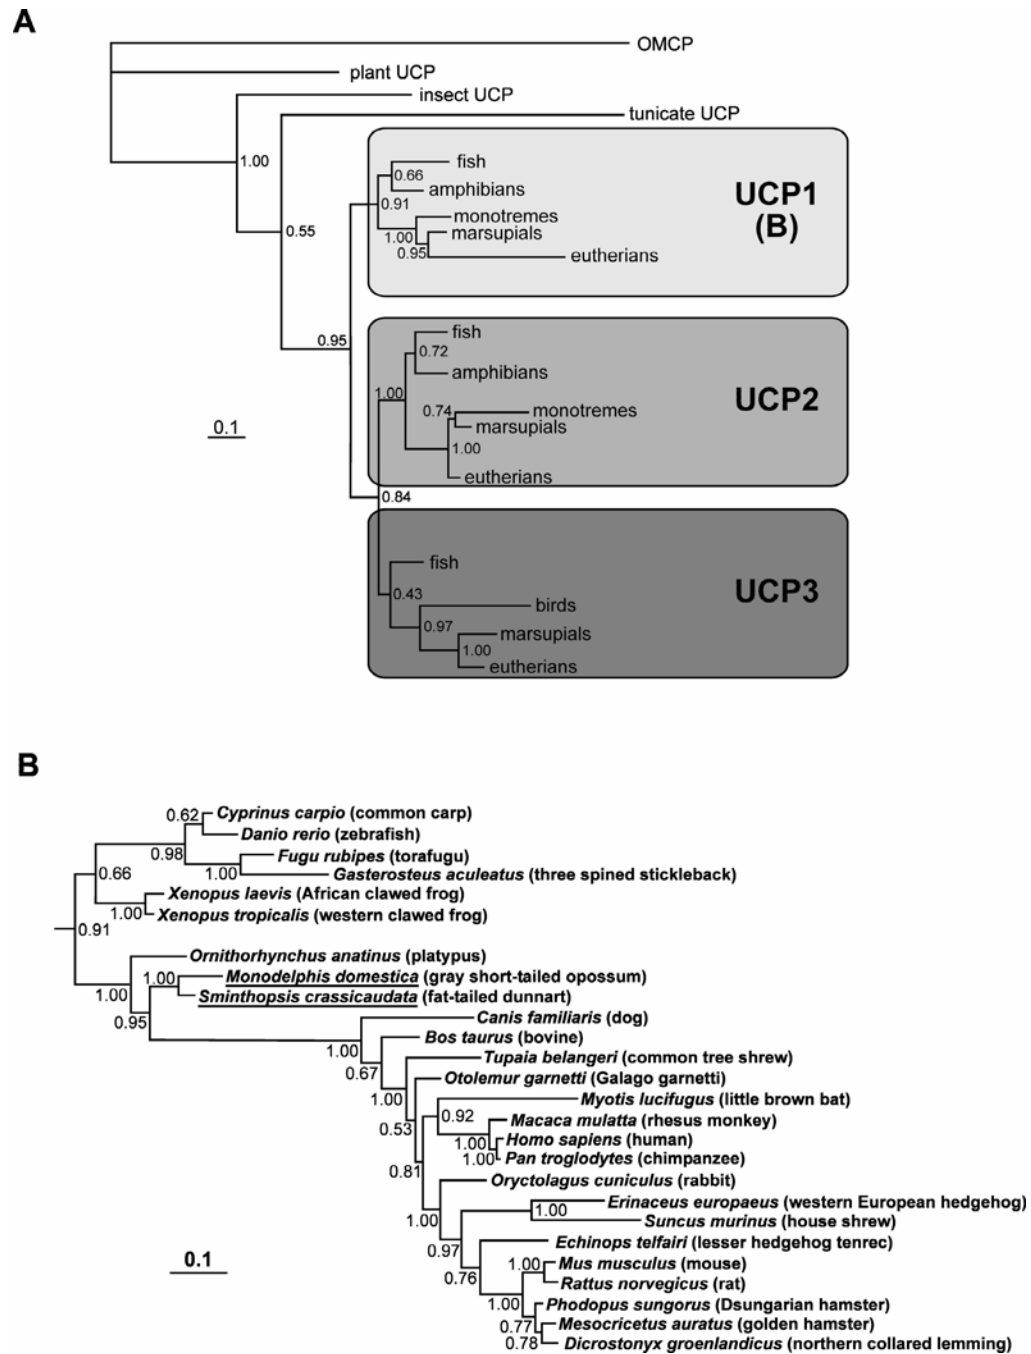 A
OMCP
plant UCP
insect UCP
tunicate UCP
1.00
fish
0.66
amphibians
UCP1
(B)
0.91
monotremes
marsupials
1.00
0.95
eutherians
0.55
fish
0.95
0.72
amphibians
1.00
UCP2
0.74
monotremes
marsupials
0.1
1.00
eutherians
0.84
fish
UCP3
0.43
birds
0.97
marsupials
1.00
eutherians
B
0.62
Cyprinus carpio (common carp)
Danio rerio (zebrafish)
0.98
Fugu rubipes (torafugu)
1.00
Gasterosteus aculeatus (three spined stickleback)
0.66
Xenopus laevis (African clawed frog)
1.00
Xenopus tropicalis (western clawed frog)
0.91
Ornithorhynchus anatinus (platypus)
1.00
Monodelphis domestica (gray short-tailed opossum)
1.00
Sminthopsis crassicaudata (fat-tailed dunnart)
0.95
Canis familiaris (dog)
1.00
Bos taurus (bovine)
0.67
Tupaia belangeri (common tree shrew)
Otolemur garnetti (Galago garnetti)
1.00
Myotis lucifugus (little brown bat)
0.92
Macaca mulatta (rhesus monkey)
0.53
1.00
Homo sapiens (human)
1.00
Pan troglodytes (chimpanzee)
0.81
Oryctolagus cuniculus (rabbit)
Erinaceus europaeus (western European hedgehog)
1.00
1.00
Suncus murinus (house shrew)
0.97
Echinops telfairi (lesser hedgehog tenrec)
0.1
1.00
Mus musculus (mouse)
0.76
Rattus norvegicus (rat)
1.00
Phodopus sungorus (Dsungarian hamster)
0.77
Mesocricetus auratus (golden hamster)
0.78
Dicrostonyx groenlandicus (northern collared lemming)